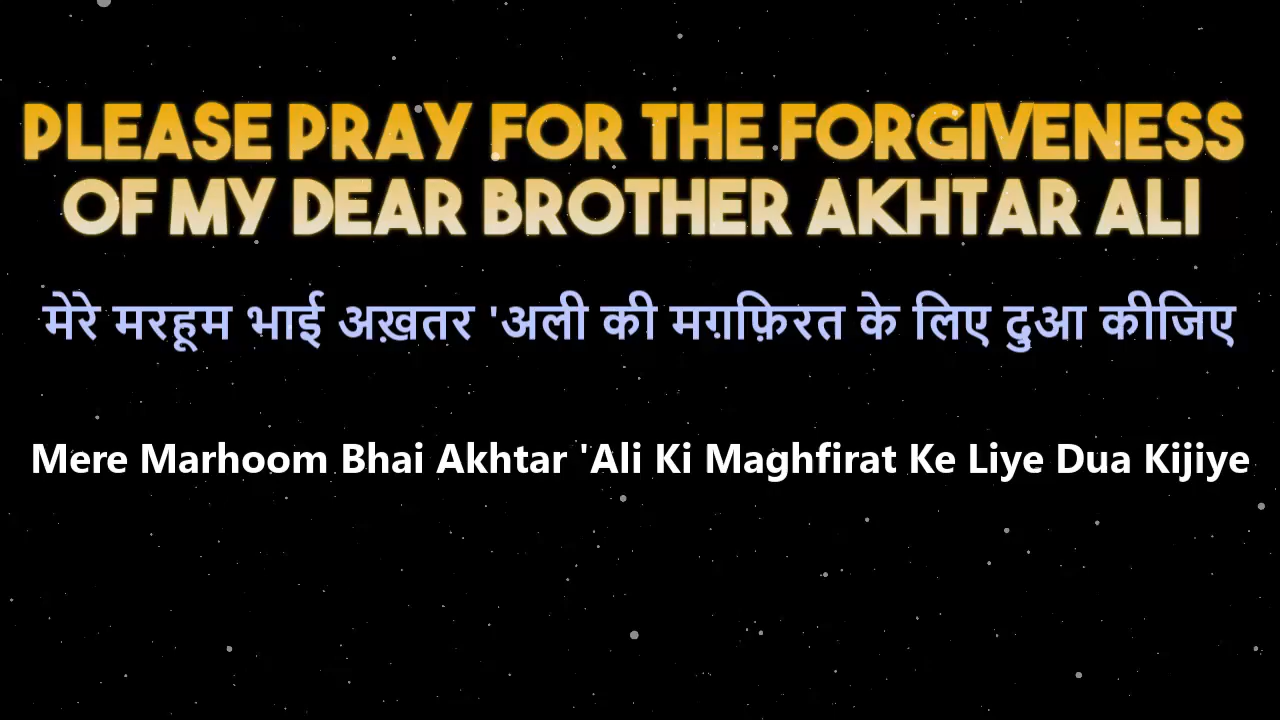 PLEASE PRAY FOR THE FORGIVENESS
OF MY DEAR BROTHER AKHTAR ALI
मेरे मरहूम भाई अख़तर 'अली की मग़फ़िरत के लिए दुआ कीजिए
Mere Marhoom Bhai Akhtar 'Ali Ki Maghfirat Ke Liye Dua Kijiye